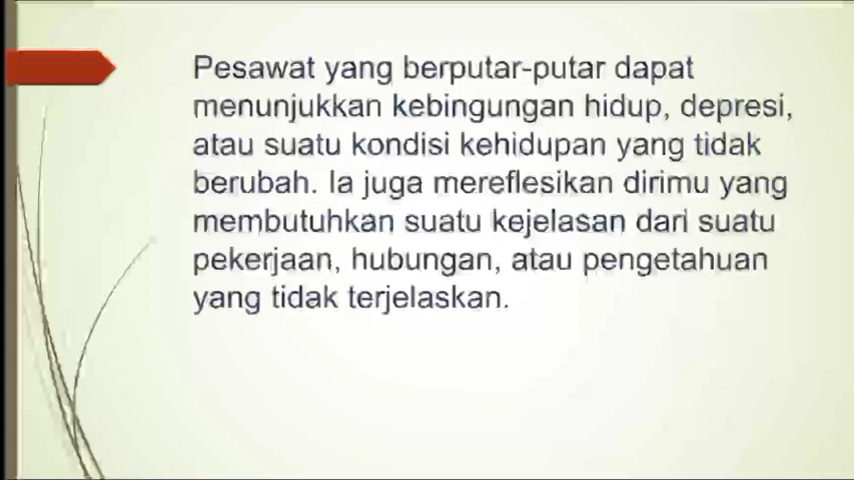 Pesawat yang berputar-putar dapat
menunjukkan kebingungan hidup, depresi,
atau suatu kondisi kehidupan yang tidak
berubah. Ia juga mereflesikan dirimu yang
membutuhkan suatu kejelasan dari suatu
pekerjaan, hubungan, atau pengetahuan
yang tidak terjelaskan.